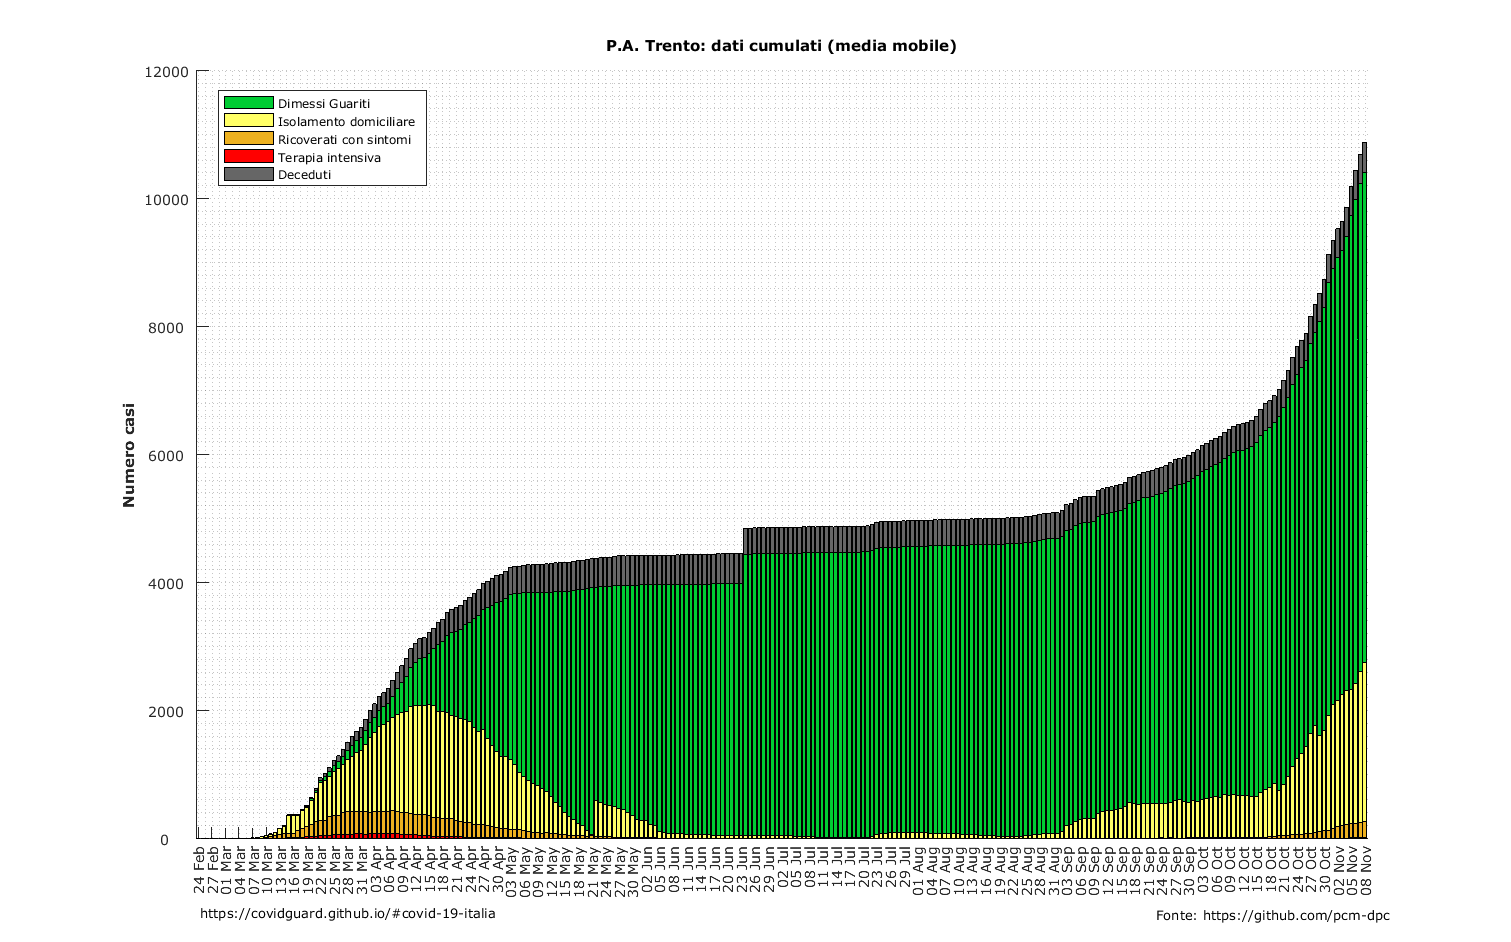 P.A. Trento: dati cumulati (media mobile)
12000
10000
8000
6000
4000
2000
0
Numero casi
Dimessi Guariti
Isolamento domiciliare
Ricoverati con sintomi
Terapia intensiva
Deceduti
24 Feb
27 Feb
01 Mar
04 Mar
07 Mar
10 Mar
13 Mar
16 Mar
19 Mar
22 Mar
25 Mar
28 Mar
31 Mar
03 Apr
06 Apr
09 Apr
12 Apr
15 Apr
18 Apr
21 Apr
24 Apr
27 Apr
30 Apr
03 May
06 May
09 May
12 May
15 May
18 May
21 May
24 May
27 May
30 May
02 Jun
05 Jun
08 Jun
11 Jun
14 Jun
17 Jun
20 Jun
23 Jun
26 Jun
29 Jun
02 Jul
05 Jul
08 Jul
11 Jul
14 Jul
17 Jul
20 Jul
23 Jul
26 Jul
29 Jul
01 Aug
04 Aug
07 Aug
10 Aug
13 Aug
16 Aug
19 Aug
22 Aug
25 Aug
28 Aug
31 Aug
03 Sep
06 Sep
09 Sep
12 Sep
15 Sep
18 Sep
21 Sep
24 Sep
27 Sep
30 Sep
03 Oct
06 Oct
09 Oct
12 Oct
15 Oct
18 Oct
21 Oct
24 Oct
27 Oct
30 Oct
02 Nov
05 Nov
08 Nov
https://covidguard.github.io/#covid-19-italia
Fonte: https://github.com/pcm-dpc